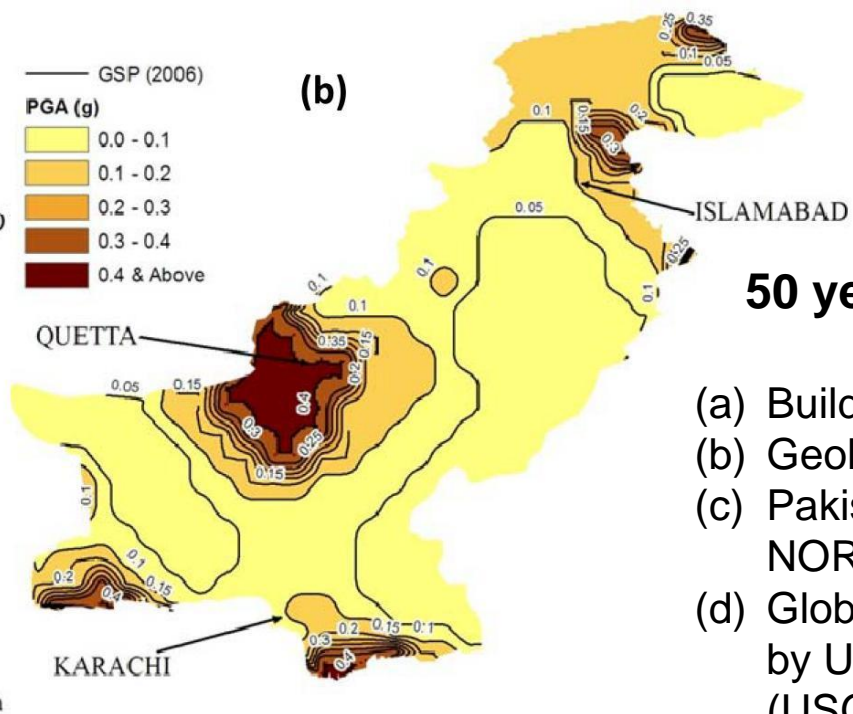 GSP (2006)
PGA (g)
0.0 - 0.1
0.1 - 0.2
0.2 - 0.3
0.3 - 0.4
0.4 & Above
(b)
0.25
0.35
0.1
0.05
0.1
0.15
0.2
0.3
ISLAMABAD
0.05
0.25
0.1
0.1
0.1
0.1
QUETTA
0.35
0.15
0.2
0.05
0.15
0.4
0.3
0.25
0.15
0.1
0.1
0.2
0.15
0.4
0.2
0.15
0.1
0.3
0.4
KARACHI
50 ye
(a) Build
(b) Geol
(c) Pakis
NOR
(d) Glob
by U
(USG